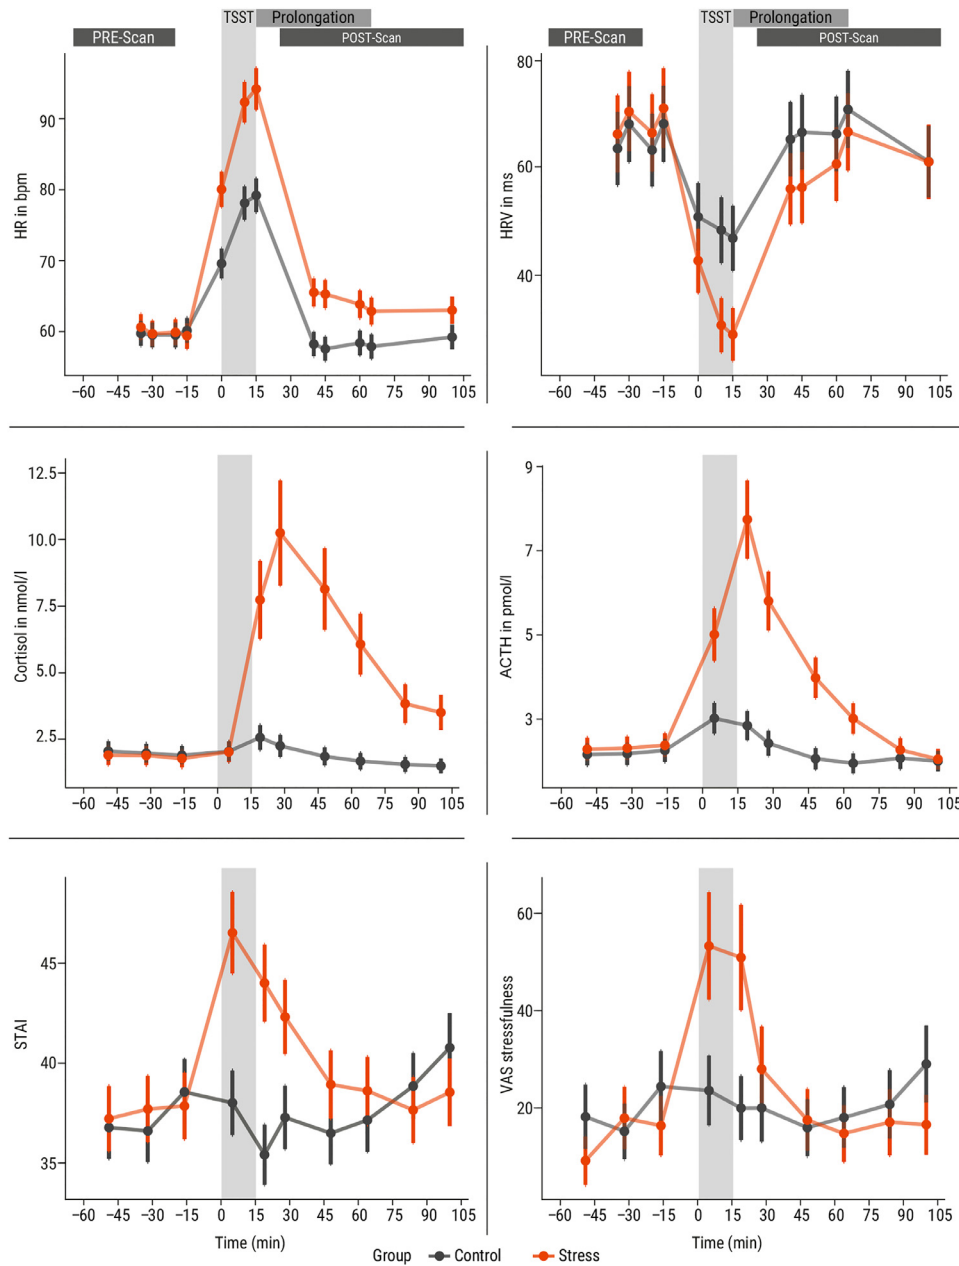 TSST Prolongation TSST Prolongation
PRE-Scan POST-Scan PRE-Scan POST-Scan
HR in bpm
90
80
70
60
−60 −45 −30 −15 0 15 30 45 60 75 90 105
HRV in ms
80
60
40
−60 −45 −30 −15 0 15 30 45 60 75 90 105
Cortisol in nmol/l
12.5
10.0
7.5
5.0
2.5
−60 −45 −30 −15 0 15 30 45 60 75 90 105
ACTH in pmol/l
9
7
5
3
−60 −45 −30 −15 0 15 30 45 60 75 90 105
STAI
45
40
35
−60 −45 −30 −15 0 15 30 45 60 75 90 105
Time (min)
VAS stressfulness
60
40
20
−60 −45 −30 −15 0 15 30 45 60 75 90 105
Time (min)
Group Control Stress